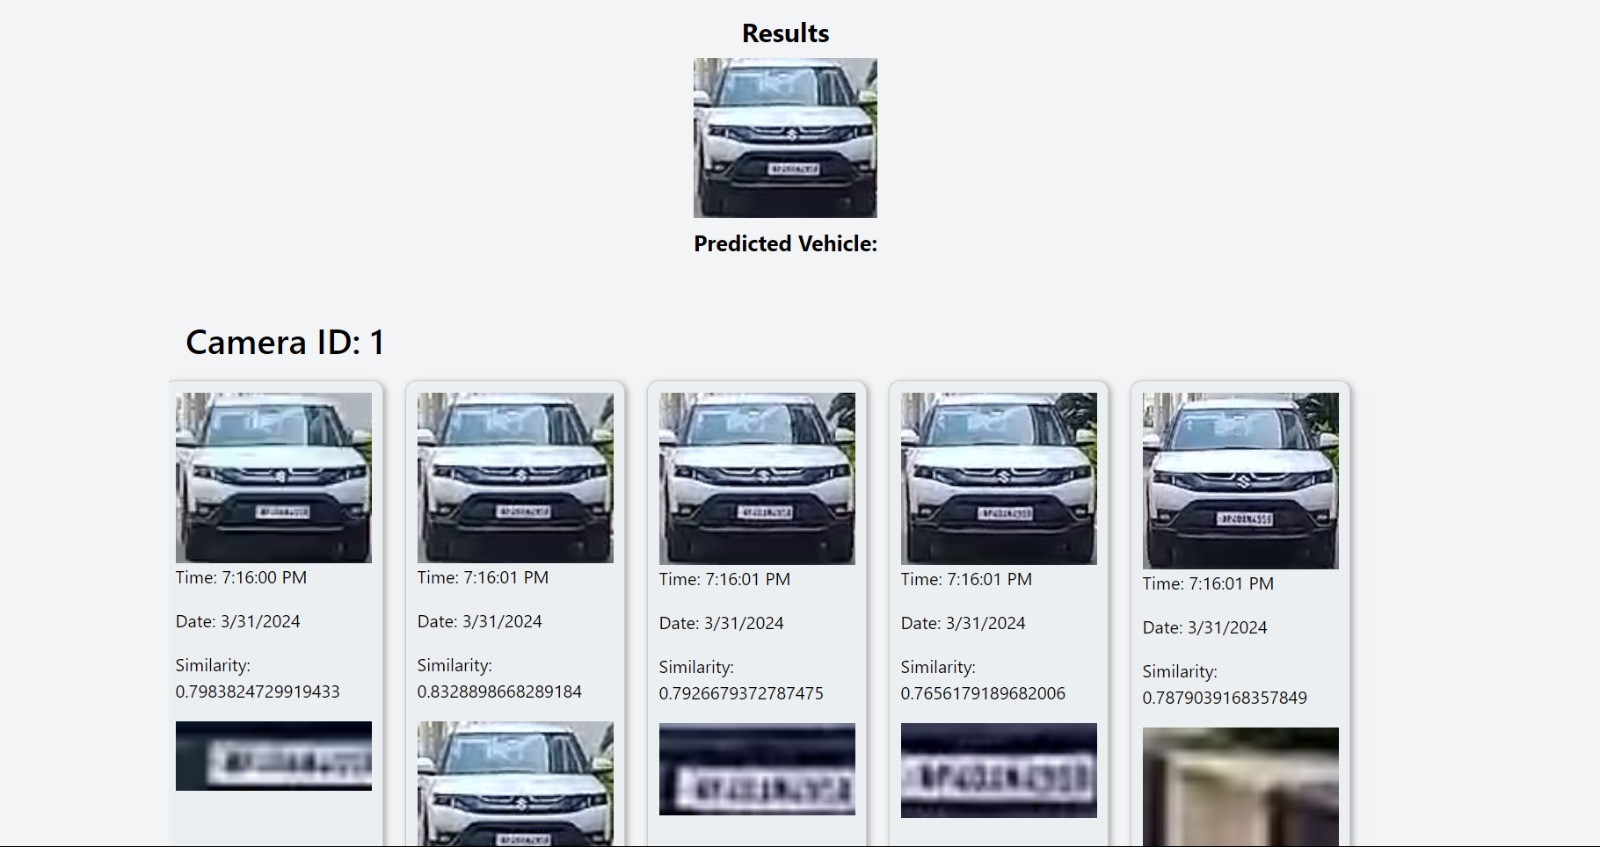 Results
Predicted Vehicle:
Camera ID: 1
Time: 7:16:00 PM
Date: 3/31/2024
Similarity:
0.7983824729919433
Time: 7:16:01 PM
Date: 3/31/2024
Similarity:
0.8328898668289184
Time: 7:16:01 PM
Date: 3/31/2024
Similarity:
0.7926679372787475
Time: 7:16:01 PM
Date: 3/31/2024
Similarity:
0.7656179189682006
Time: 7:16:01 PM
Date: 3/31/2024
Similarity:
0.7879039168357849